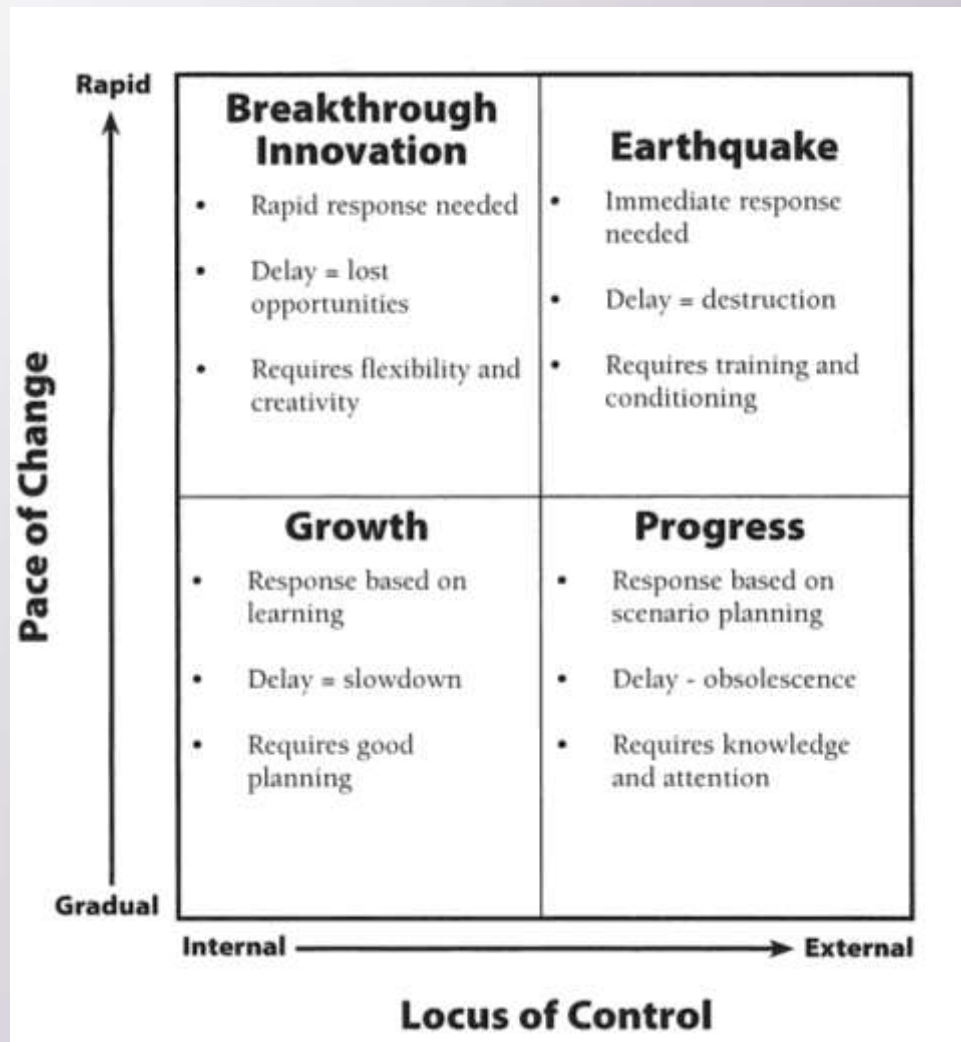 Rapid
Breakthrough
Innovation
• Rapid response needed
• Delay = lost
opportunities
• Requires flexibility and
creativity
Earthquake
• Immediate response
needed
• Delay = destruction
• Requires training and
conditioning
Pace of Change
Growth
• Response based on
learning
• Delay = slowdown
• Requires good
planning
Progress
• Response based on
scenario planning
• Delay - obsolescence
• Requires knowledge
and attention
Gradual
Internal
External
Locus of Control